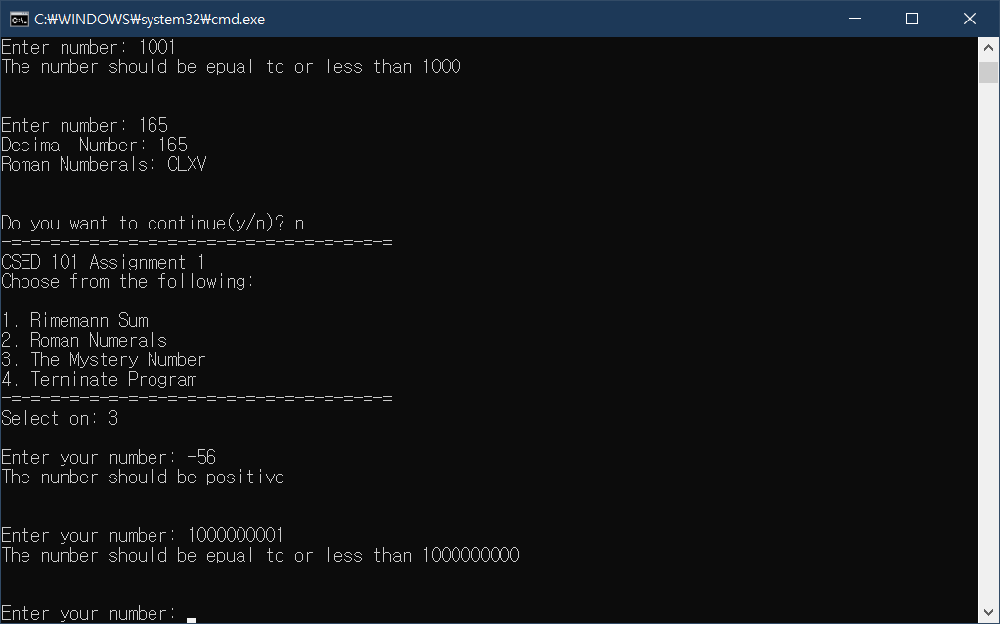 C:₩WINDOWS₩system32₩cmd.exe
Enter number: 1001
The number should be epual to or less than 1000
Enter number: 165
Decimal Number: 165
Roman Numberals: CLXV
Do you want to continue(y/n)? n
-=-=-=-=-=-=-=-=-=-=-=-=-=-=-=-=-=-=-=-=
CSED 101 Assignment 1
Choose from the following:
1. Rimemann Sum
2. Roman Numerals
3. The Mystery Number
4. Terminate Program
-=-=-=-=-=-=-=-=-=-=-=-=-=-=-=-=-=-=-=-=
Selection: 3
Enter your number: -56
The number should be positive
Enter your number: 1000000001
The number should be epual to or less than 1000000000
Enter your number: